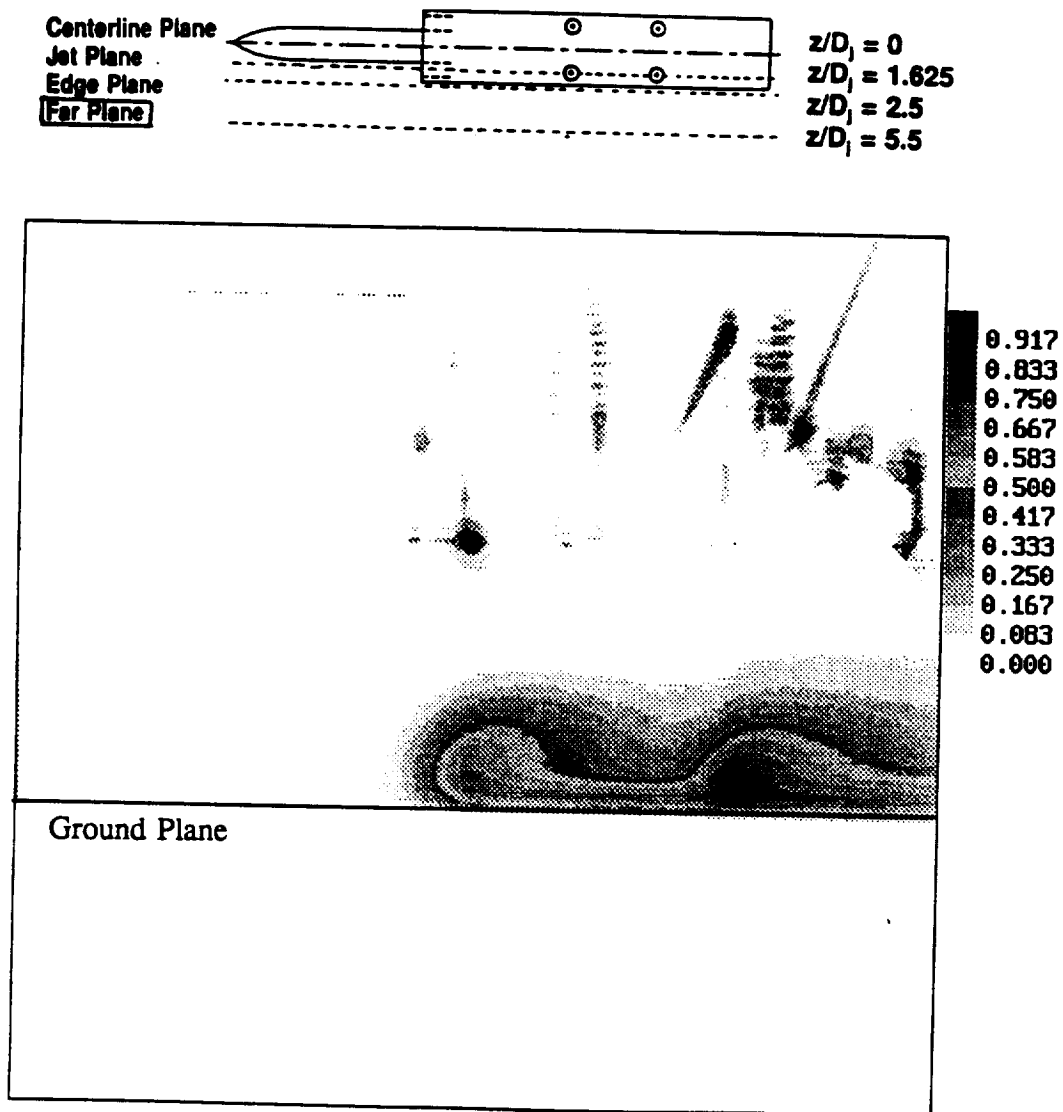 Centerline Plane
Jet Plane
Edge Plane
Far Plane
z/Dj = 0
z/Dj = 1.625
z/Dj = 2.5
z/Dj = 5.5
0.917
0.833
0.750
0.667
0.583
0.500
0.417
0.333
0.250
0.167
0.083
0.000
Ground Plane